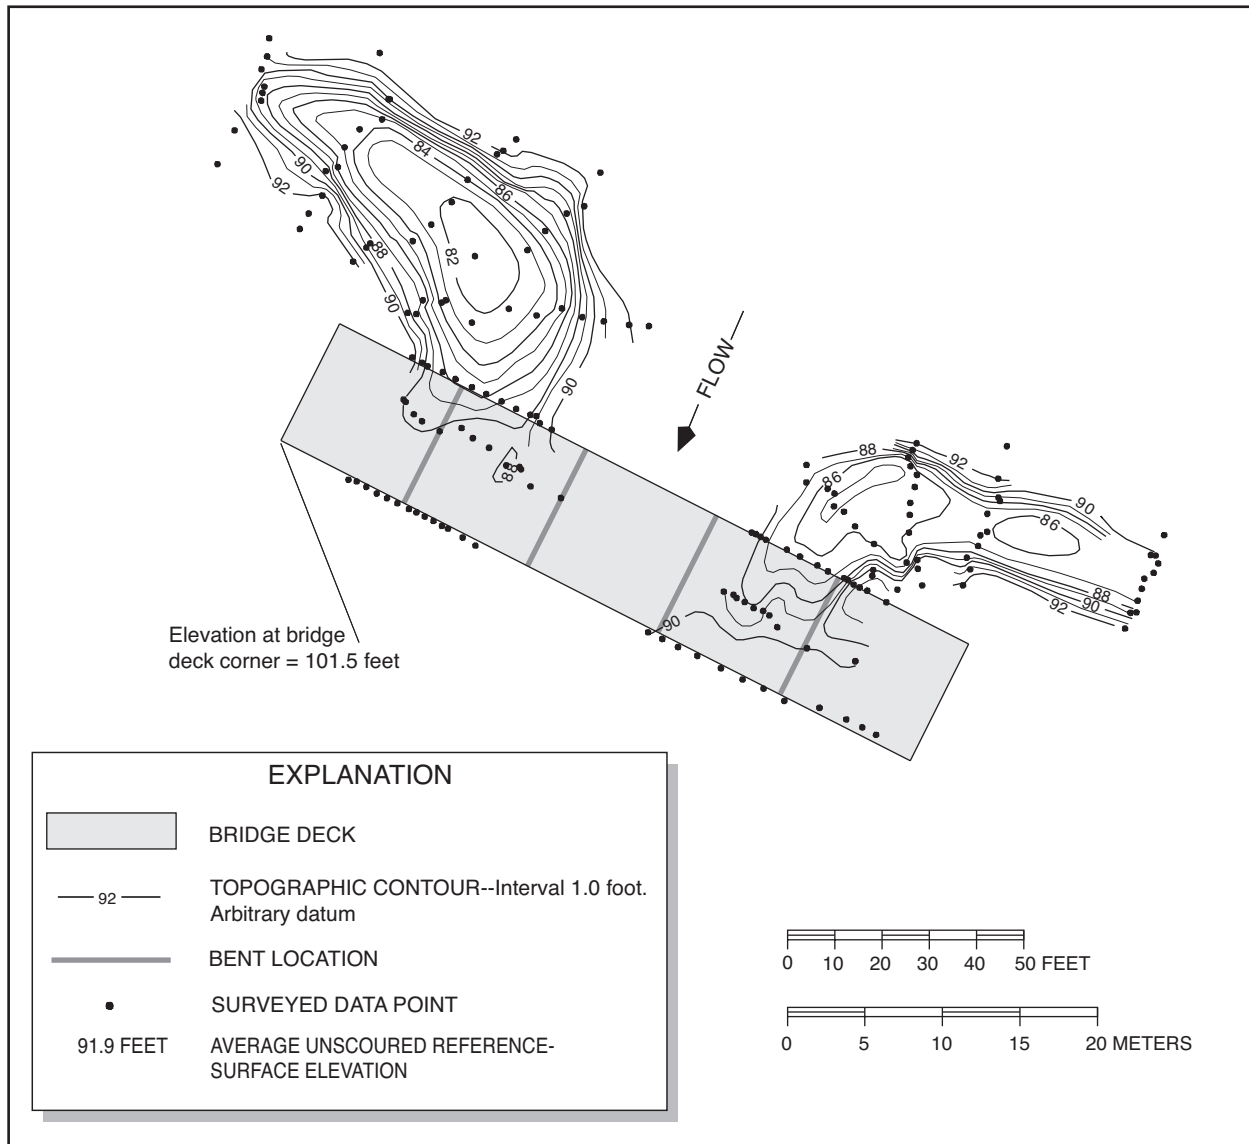 92
84
86
90
92
82
88
90
90
FLOW
88
88
92
86
90
86
88
90
92
90
Elevation at bridge
deck corner = 101.5 feet
EXPLANATION
BRIDGE DECK
92
TOPOGRAPHIC CONTOUR--Interval 1.0 foot.
Arbitrary datum
BENT LOCATION
SURVEYED DATA POINT
91.9 FEET
AVERAGE UNSCOURED REFERENCE-
SURFACE ELEVATION
0 10 20 30 40 50 FEET
0 5 10 15 20 METERS